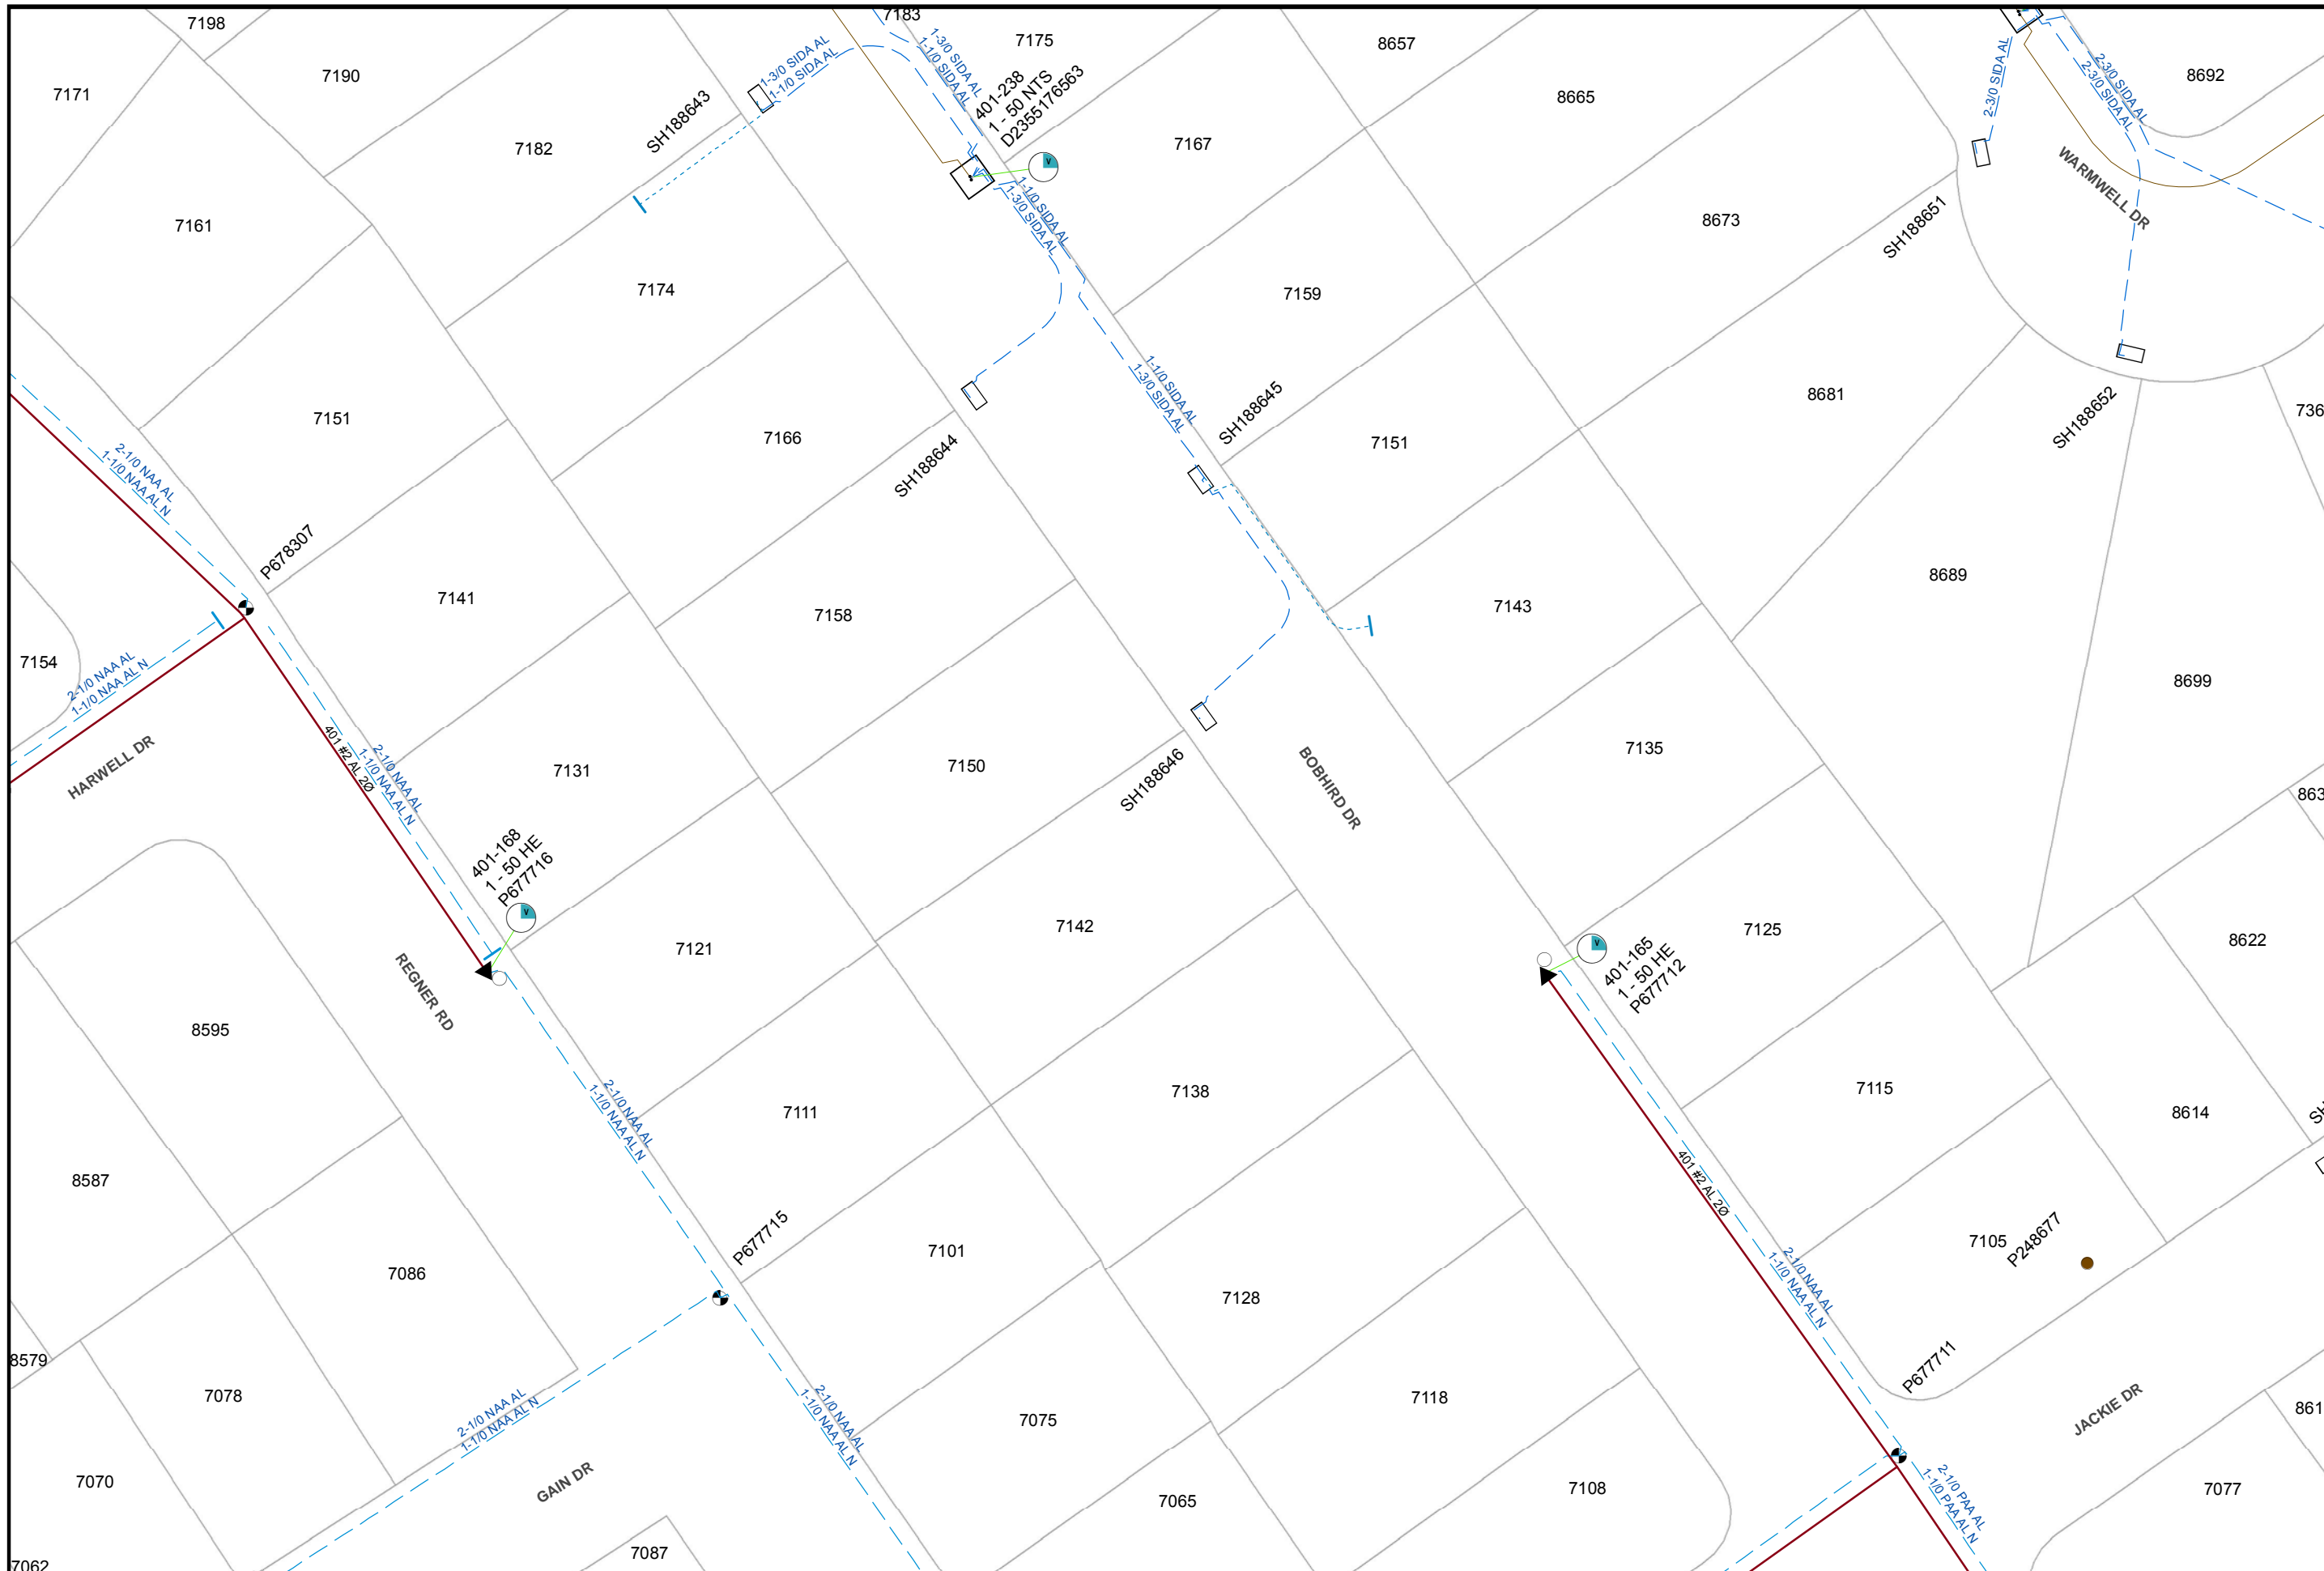 7198
7183
7175
8657
7190
7171
1-3/0 SIDA AL
1-1/0 SIDA AL
1-3/0 SIDA AL
1-1/0 SIDA AL
401-238
1 - 50 NTS
D2355176563
8692
2-3/0 SIDA AL
2-3/0 SIDA AL
2-3/0 SIDA AL
8665
SH188643
7182
7167
WARMWELL DR
7161
8673
SH188651
1-1/0 SIDA AL
1-3/0 SIDA AL
7174
7159
1-1/0 SIDA AL
1-3/0 SIDA AL
8681
736
7151
SH188645
SH188652
7166
7151
SH188644
2-1/0 NAA AL
1-1/0 NAA AL N
P678307
8689
7141
7143
7158
7154
2-1/0 NAA AL
1-1/0 NAA AL N
8699
HARWELL DR
7135
7131
7150
SH188646
BOBHIRD DR
401 #2 AL 2Ø
2-1/0 NAA AL
1-1/0 NAA AL N
863
401-168
1 - 50 HE
P677716
7142
7125
8622
7121
401-165
1 - 50 HE
P677712
REGNER RD
8595
7138
7115
7111
8614
SH
2-1/0 NAA AL
1-1/0 NAA AL N
8587
401 #2 AL 2Ø
P677715
7101
7105
P248677
7086
7128
2-1/0 NAA AL
1-1/0 NAA AL N
8579
7078
P677711
7118
JACKIE DR
861
2-1/0 NAA AL
1-1/0 NAA AL N
2-1/0 NAA AL
1-1/0 NAA AL N
7075
7070
GAIN DR
7108
7077
7065
2-1/0 PAA AL
1-1/0 PAA AL N
7087
7062